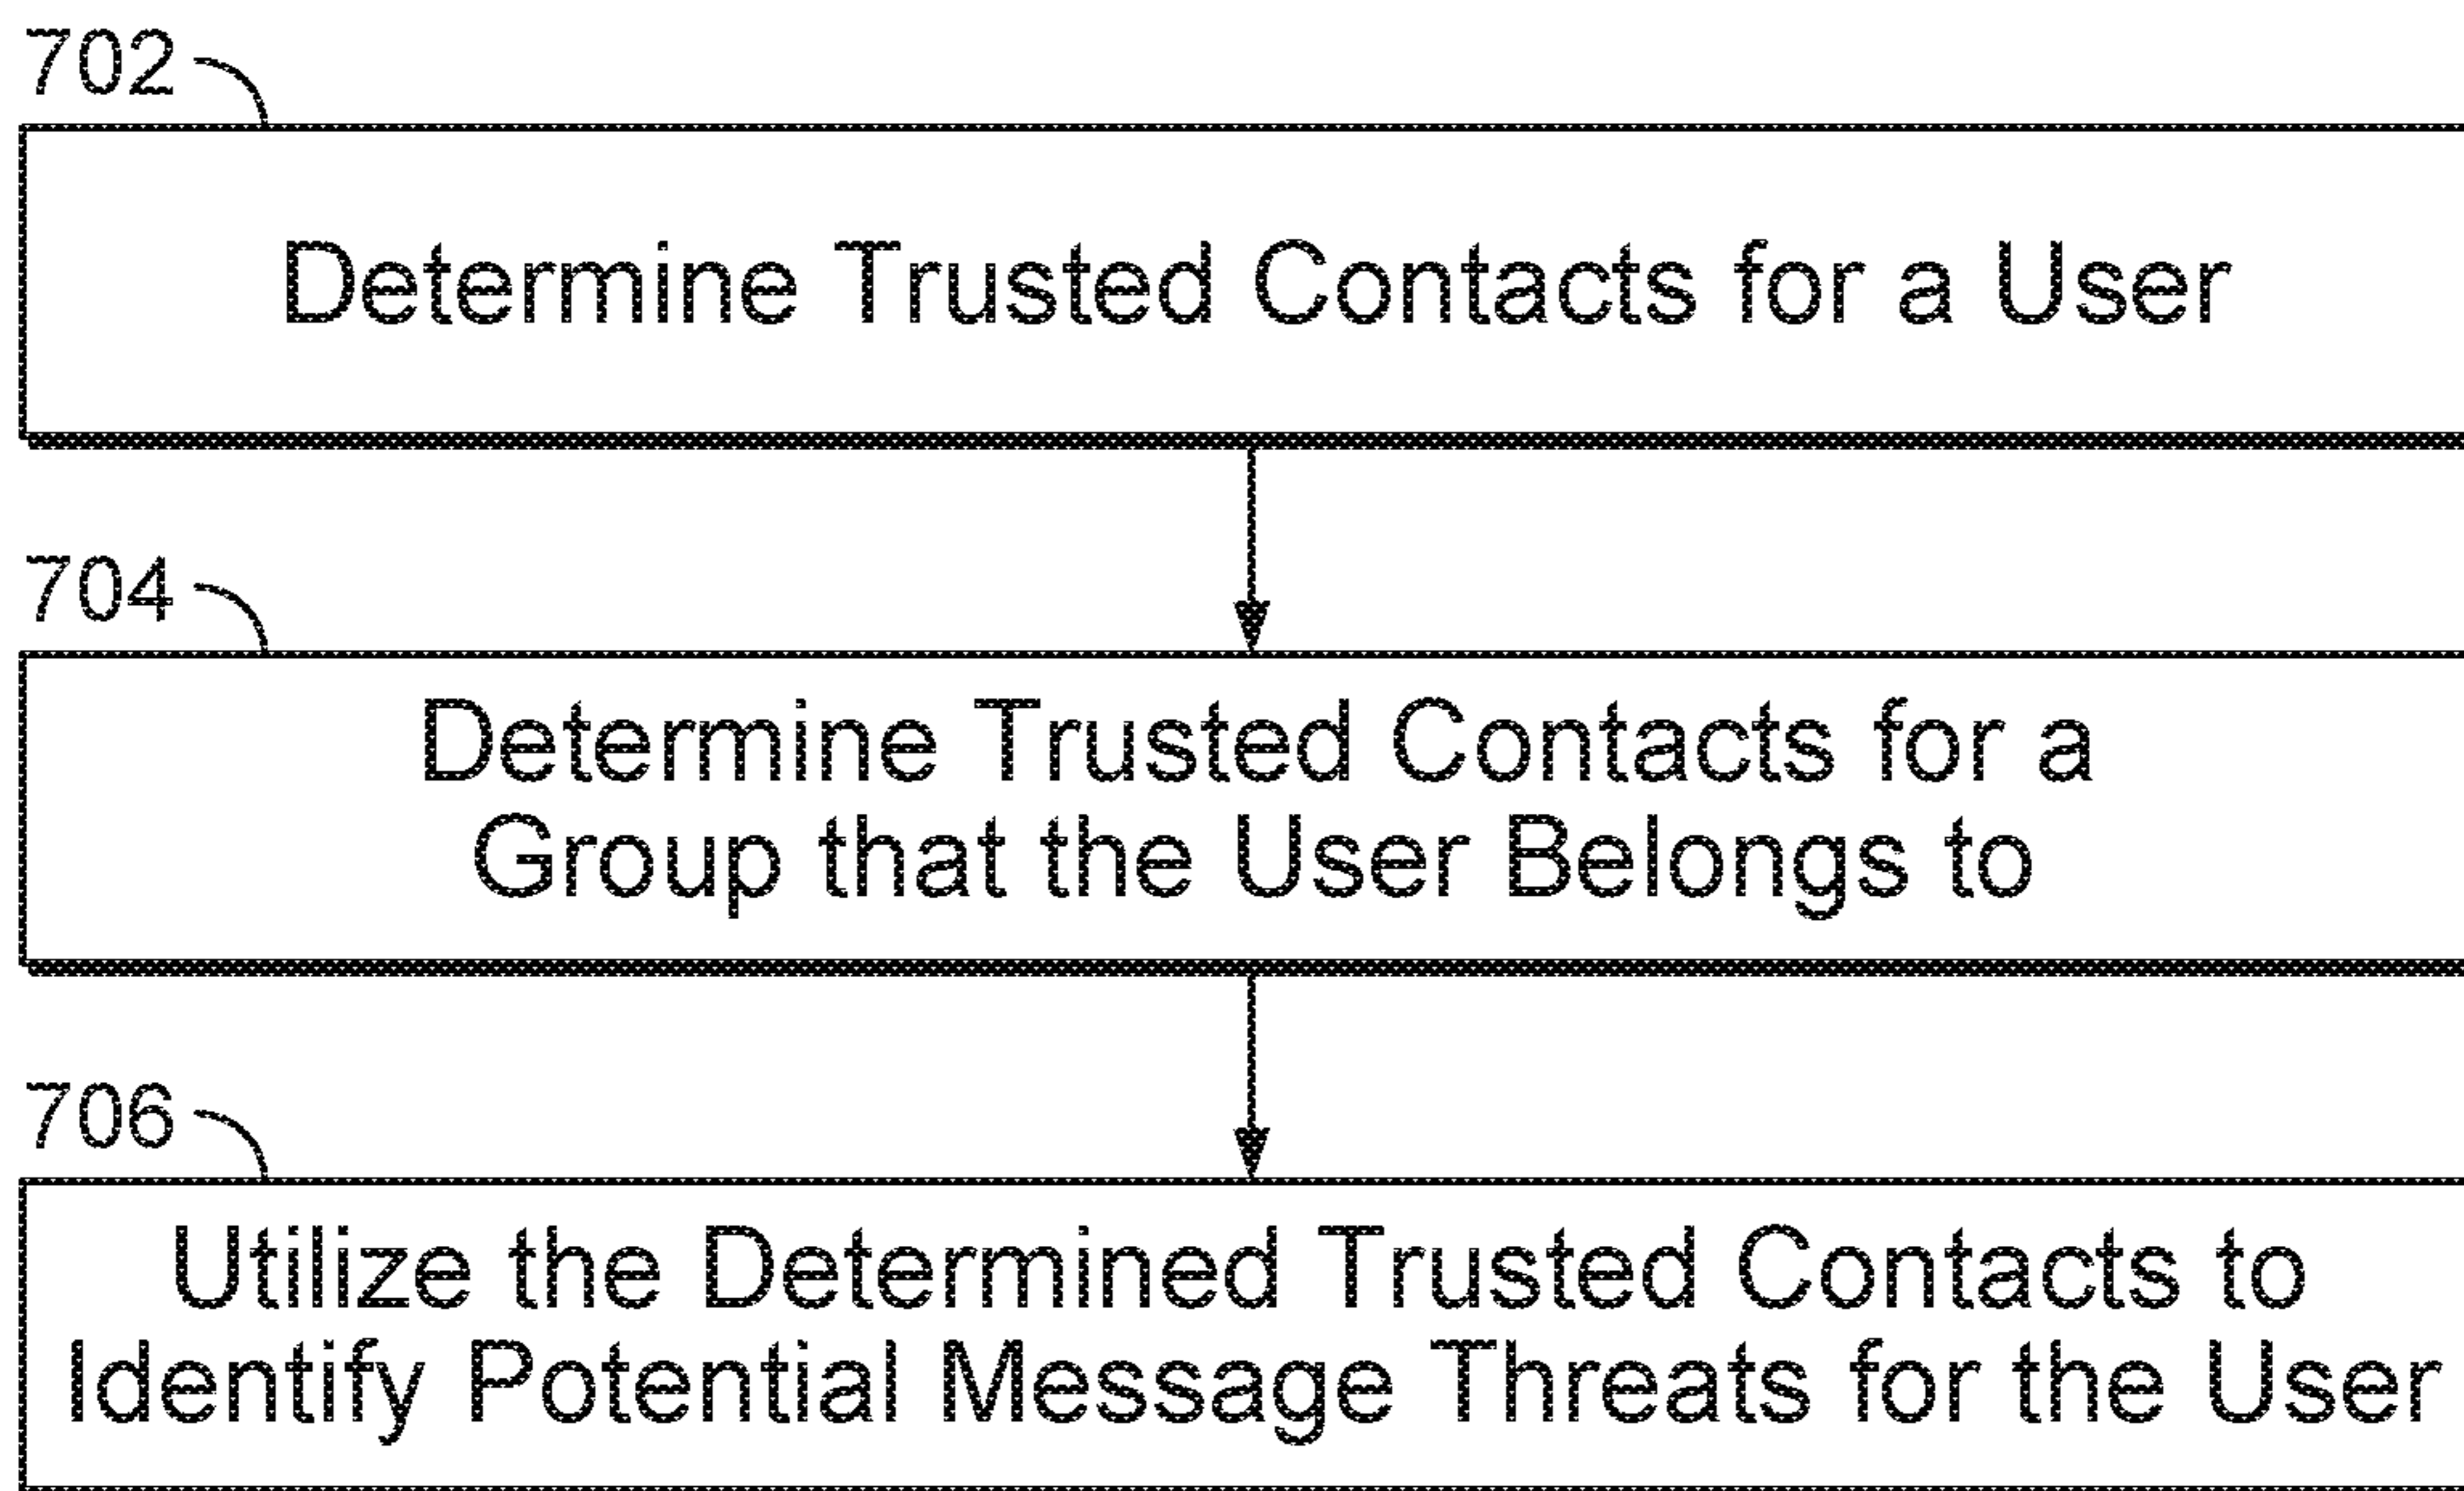 702
Determine Trusted Contacts for a User
704
Determine Trusted Contacts for a
Group that the User Belongs to
706
Utilize the Determined Trusted Contacts to
Identify Potential Message Threats for the User